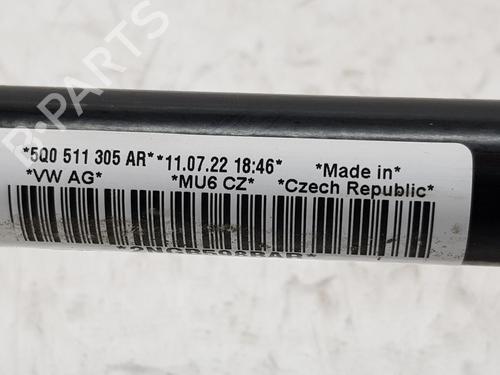 *5Q0 511 305 AR* *11.07.22 18:46* *Made in*
*VW AG* *MU6 CZ* *Czech Republic*